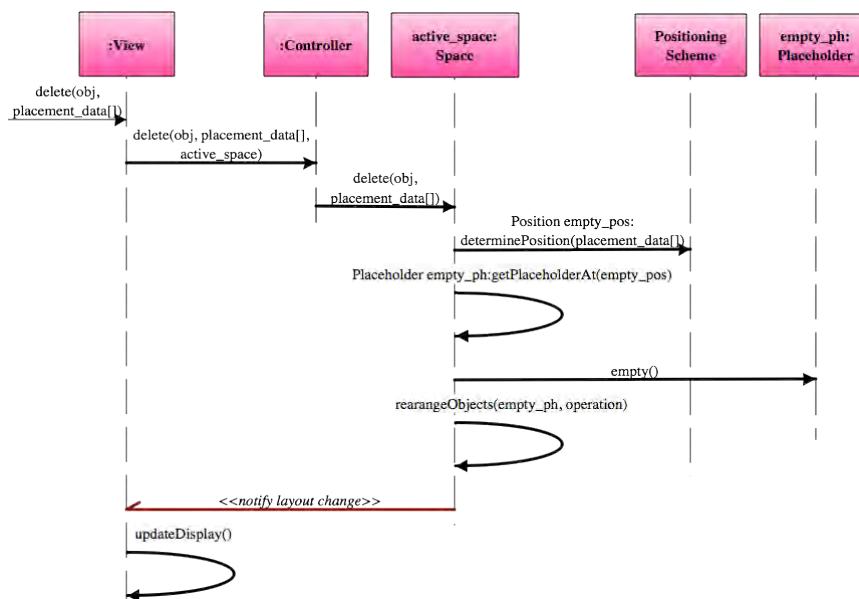 :View
:Controller
active_space:
Space
Positioning
Scheme
empty_ph:
Placeholder
delete(obj,
placement_data[])
delete(obj, placement_data[],
active_space)
delete(obj,
placement_data[])
Position empty_pos:
determinePosition(placement_data[])
Placeholder empty_ph:getPlaceholderAt(empty_pos)
empty()
rearangeObjects(empty_ph, operation)
<<notify layout change>>
updateDisplay()